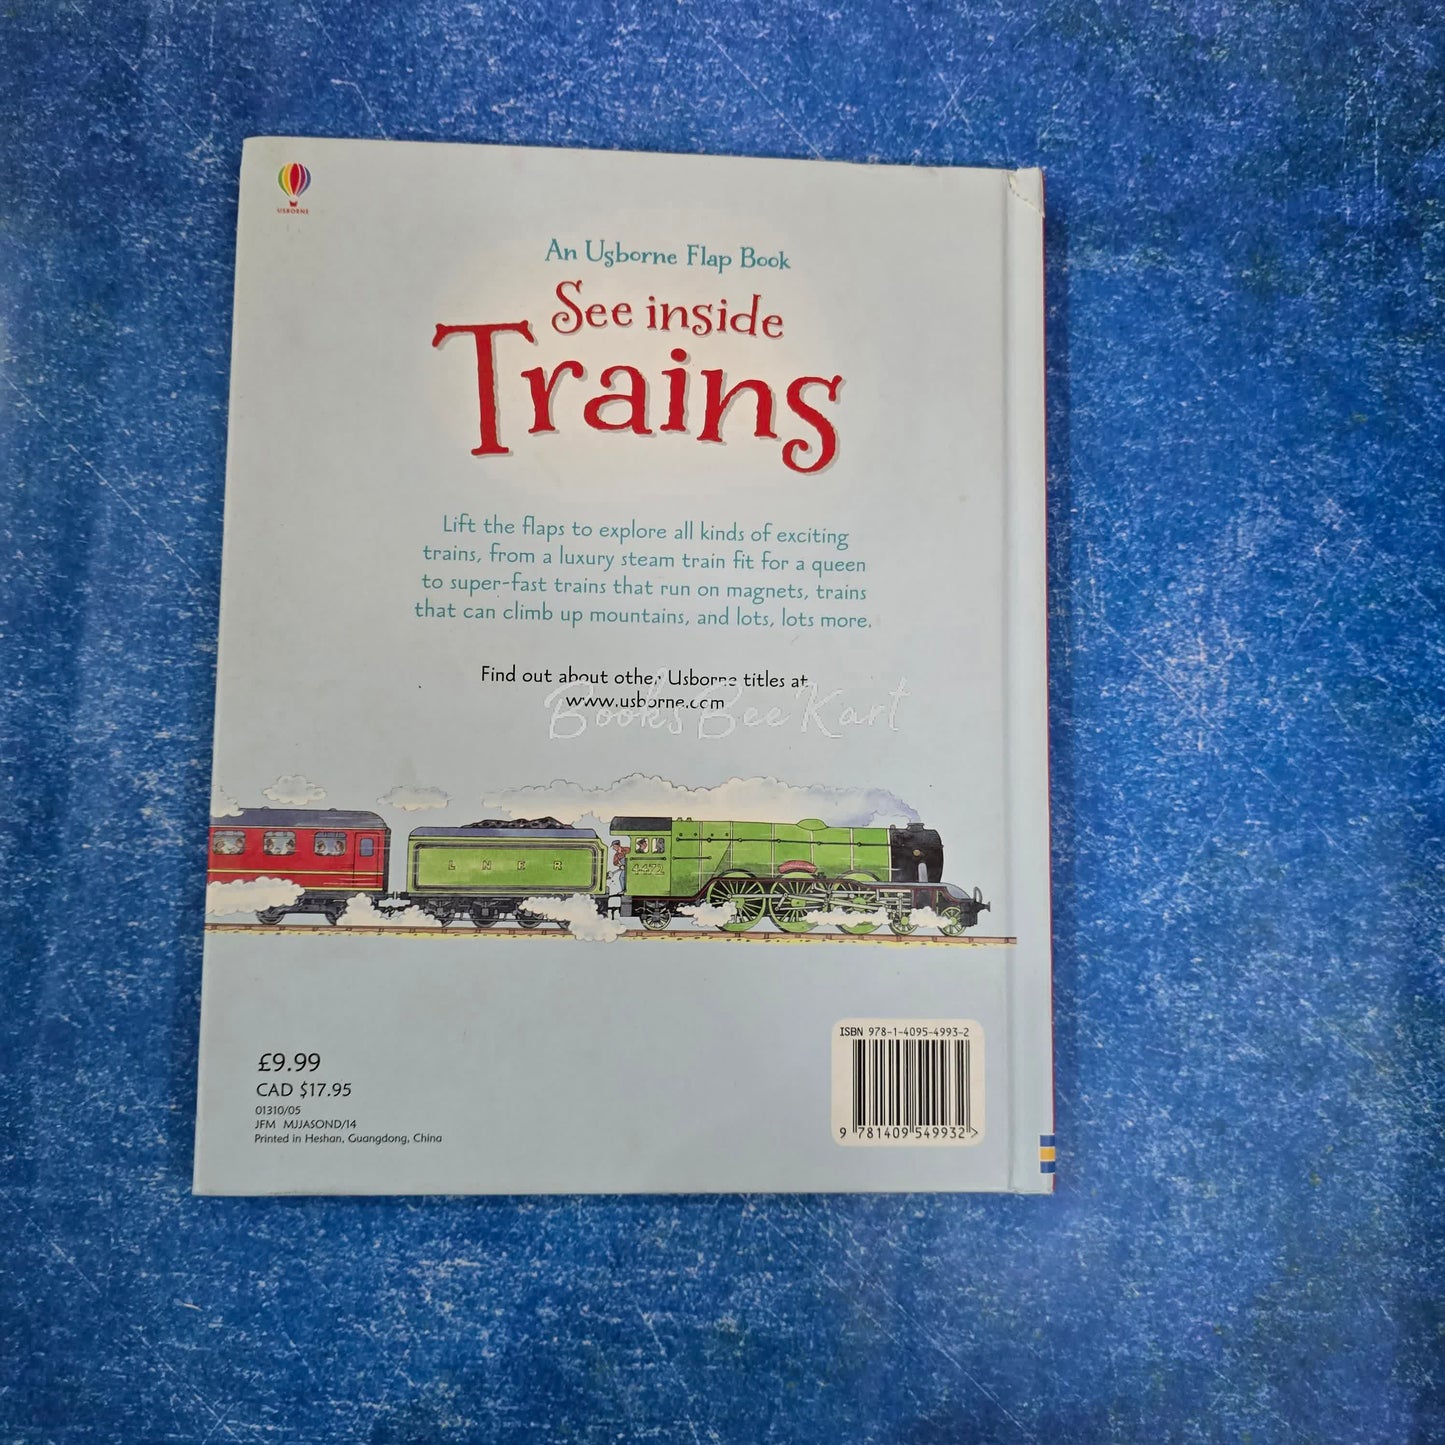 USBORNE
An Usborne Flap Book
See inside
Trains
Lift the flaps to explore all kinds of exciting
trains, from a luxury steam train fit for a queen
to super-fast trains that run on magnets, trains
that can climb up mountains, and lots, lots more.
Find out about other Usborne titles at
www.usborne.com
BooksBeeKart
L N E R
4472
ISBN 978-1-4095-4993-2
9 781409 549932 >
£9.99
CAD $17.95
01310/05
JFM MJJASOND/14
Printed in Heshan, Guangdong, China